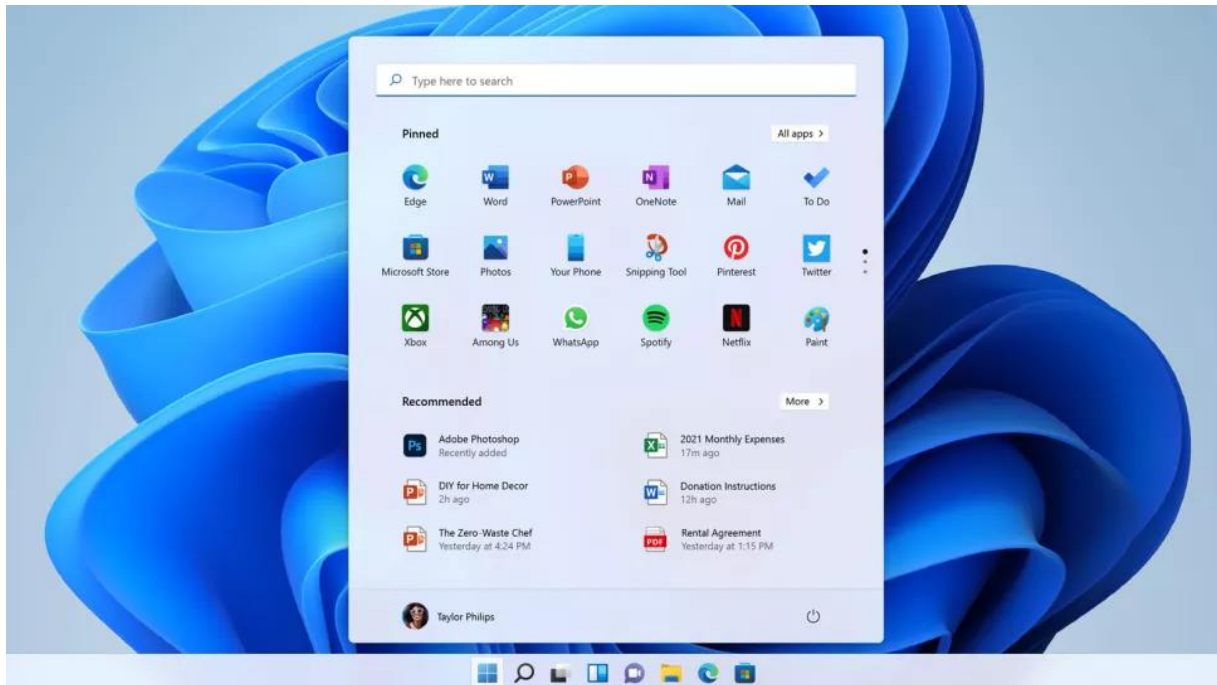 Type here to search
Pinned
All apps >
Edge Word PowerPoint OneNote Mail To Do
Microsoft Store Photos Your Phone Snipping Tool Pinterest Twitter
Xbox Among Us WhatsApp Spotify Netflix Paint
Recommended
More >
Adobe Photoshop
Recently added
2021 Monthly Expenses
17m ago
DIY for Home Decor
2h ago
Donation Instructions
12h ago
The Zero-Waste Chef
Yesterday at 4:24 PM
Rental Agreement
Yesterday at 1:15 PM
Taylor Philips